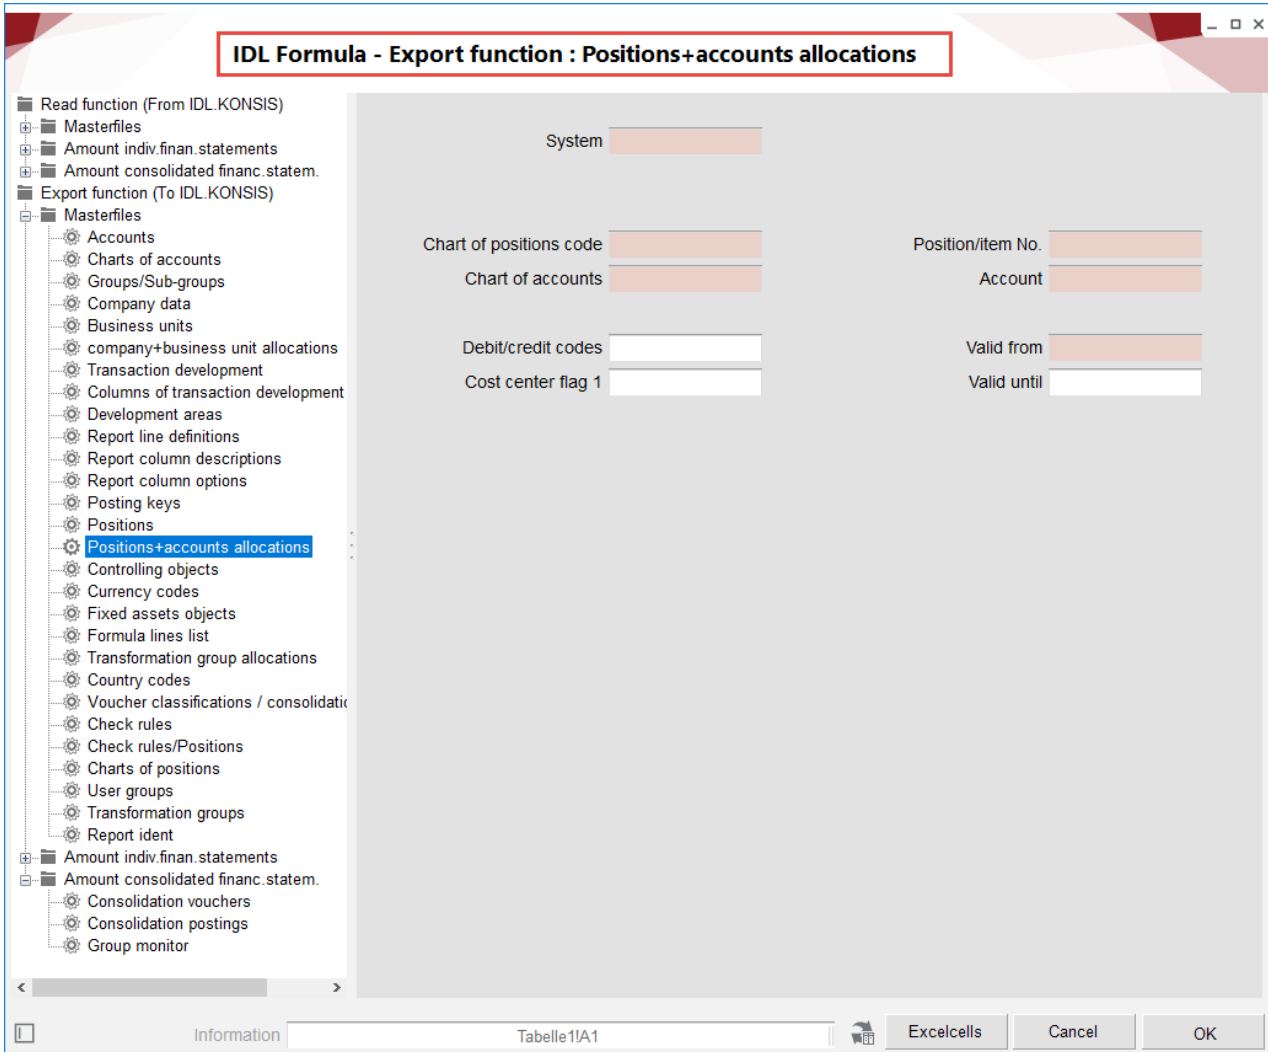 IDL Formula - Export function : Positions+accounts allocations
Read function (From IDL.KONSIS)
Masterfiles
Amount indiv.finan.statements
Amount consolidated financ.statem.
Export function (To IDL.KONSIS)
Masterfiles
Accounts
Charts of accounts
Groups/Sub-groups
Company data
Business units
company+business unit allocations
Transaction development
Columns of transaction development
Development areas
Report line definitions
Report column descriptions
Report column options
Posting keys
Positions
Positions+accounts allocations
Controlling objects
Currency codes
Fixed assets objects
Formula lines list
Transformation group allocations
Country codes
Voucher classifications / consolidatio
Check rules
Check rules/Positions
Charts of positions
User groups
Transformation groups
Report ident
Amount indiv.finan.statements
Amount consolidated financ.statem.
Consolidation vouchers
Consolidation postings
Group monitor
System
Chart of positions code
Position/item No.
Chart of accounts
Account
Debit/credit codes
Valid from
Cost center flag 1
Valid until
Information
Tabelle1!A1
Excelcells
Cancel
OK